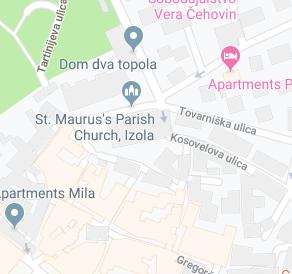 Sobodajalstvo
Vera Čehovin
Tartinijeva ulica
Dom dva topola
Apartments P
St. Maurus's Parish
Church, Izola
Tovarniška ulica
Kosovelova ulica
Apartments Mila
Gregorč